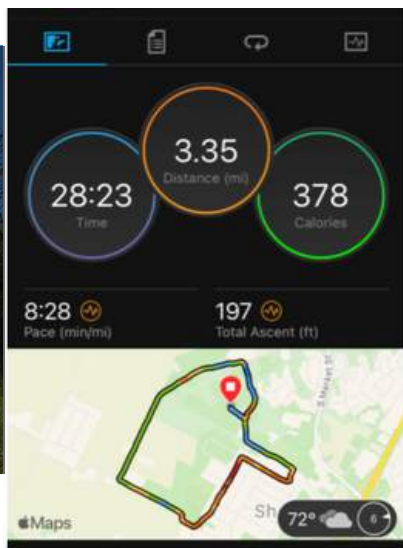 3.35
Distance (mi)
28:23
Time
378
Calories
8:28
Pace (min/mi)
197
Total Ascent (ft)
S Market St
Maps
Sh
72°
6